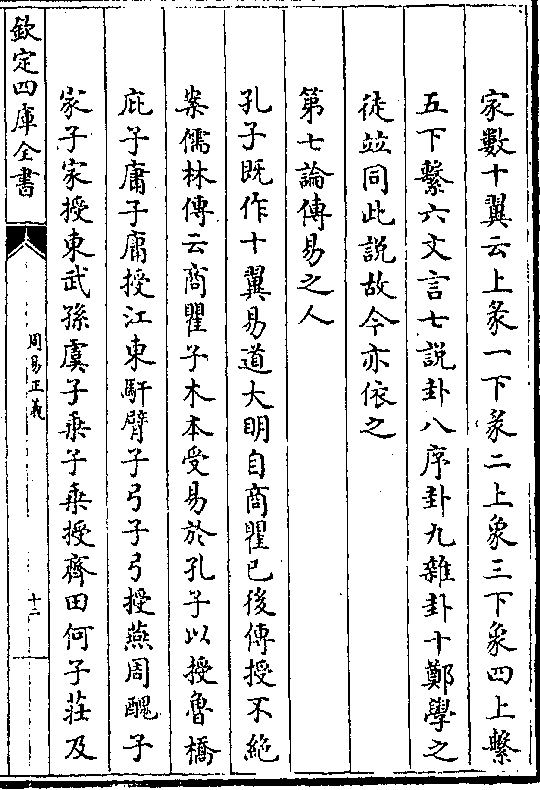 家數十翼云上彖一下彖二上象三下象四上繫
五下繫六文言七說卦八序卦九雜卦十鄭學之
徒竝同此說故今亦依之
第七論傳易之人
孔子既作十翼易道大明自商瞿已後傳授不絶
案儒林傳云商瞿子木本受易於孔子以授魯橋
庇子庸子庸授江東馯臂子弓子弓授燕周醜子
家子家授東武孫虞子乗子乗授齊田何子莊及
欽定四庫全書
周易正義
十二